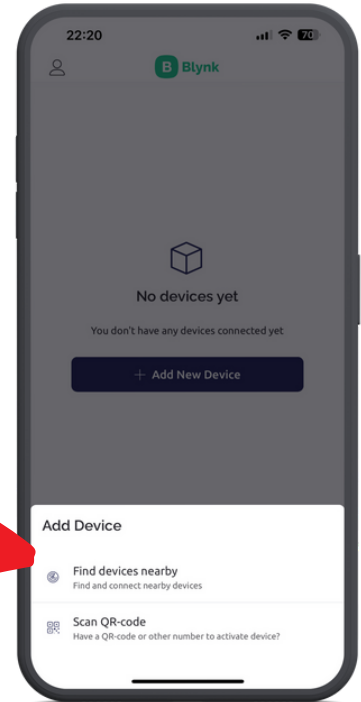 22:20
70
B Blynk
No devices yet
You don't have any devices connected yet
+ Add New Device
Add Device
Find devices nearby
Find and connect nearby devices
Scan QR-code
Have a QR-code or other number to activate device?